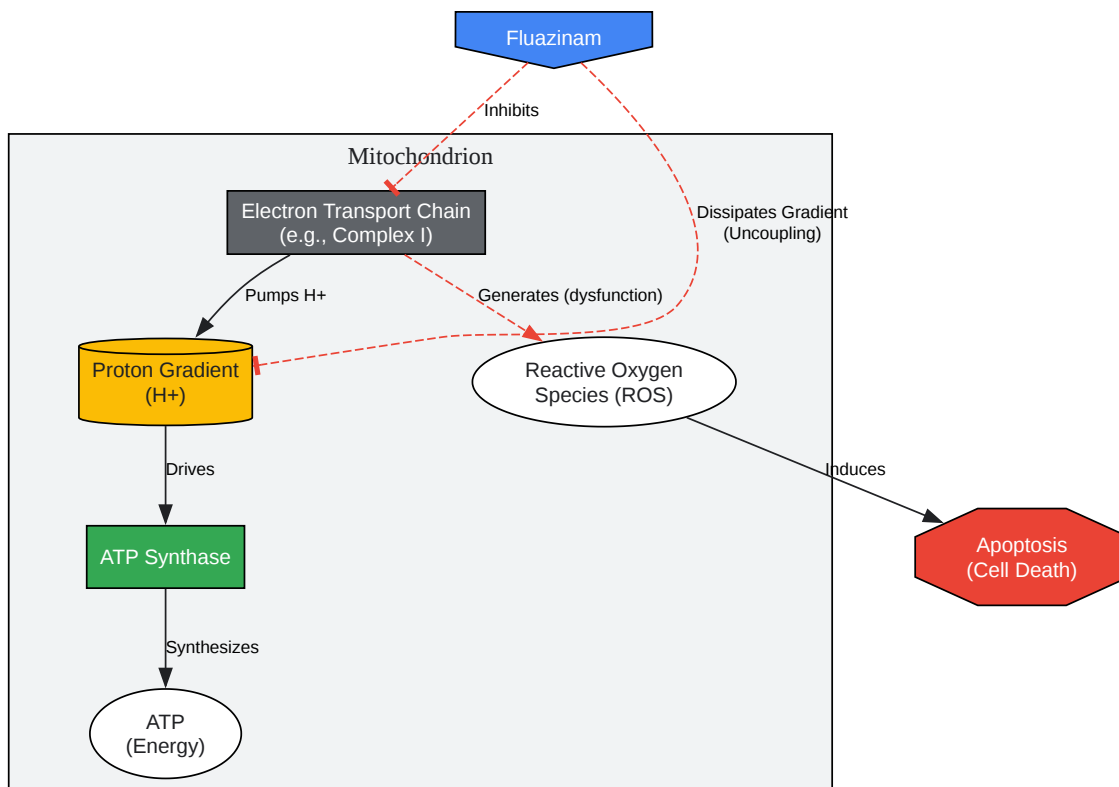 Fluazinam
Inhibits
Mitochondrion
Electron Transport Chain
(e.g., Complex I)
Dissipates Gradient
(Uncoupling)
Pumps H+
Generates (dysfunction)
Proton Gradient
(H+)
Reactive Oxygen
Species (ROS)
Drives
Induces
ATP Synthase
Apoptosis
(Cell Death)
Synthesizes
ATP
(Energy)